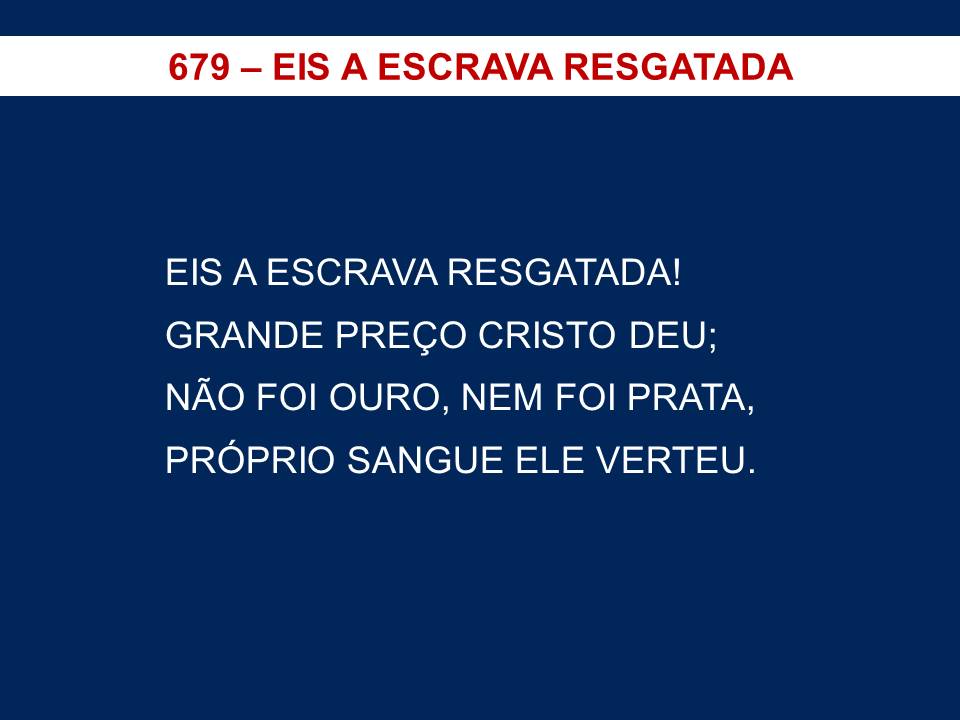 679 – EIS A ESCRAVA RESGATADA
EIS A ESCRAVA RESGATADA!
GRANDE PREÇO CRISTO DEU;
NÃO FOI OURO, NEM FOI PRATA,
PRÓPRIO SANGUE ELE VERTEU.